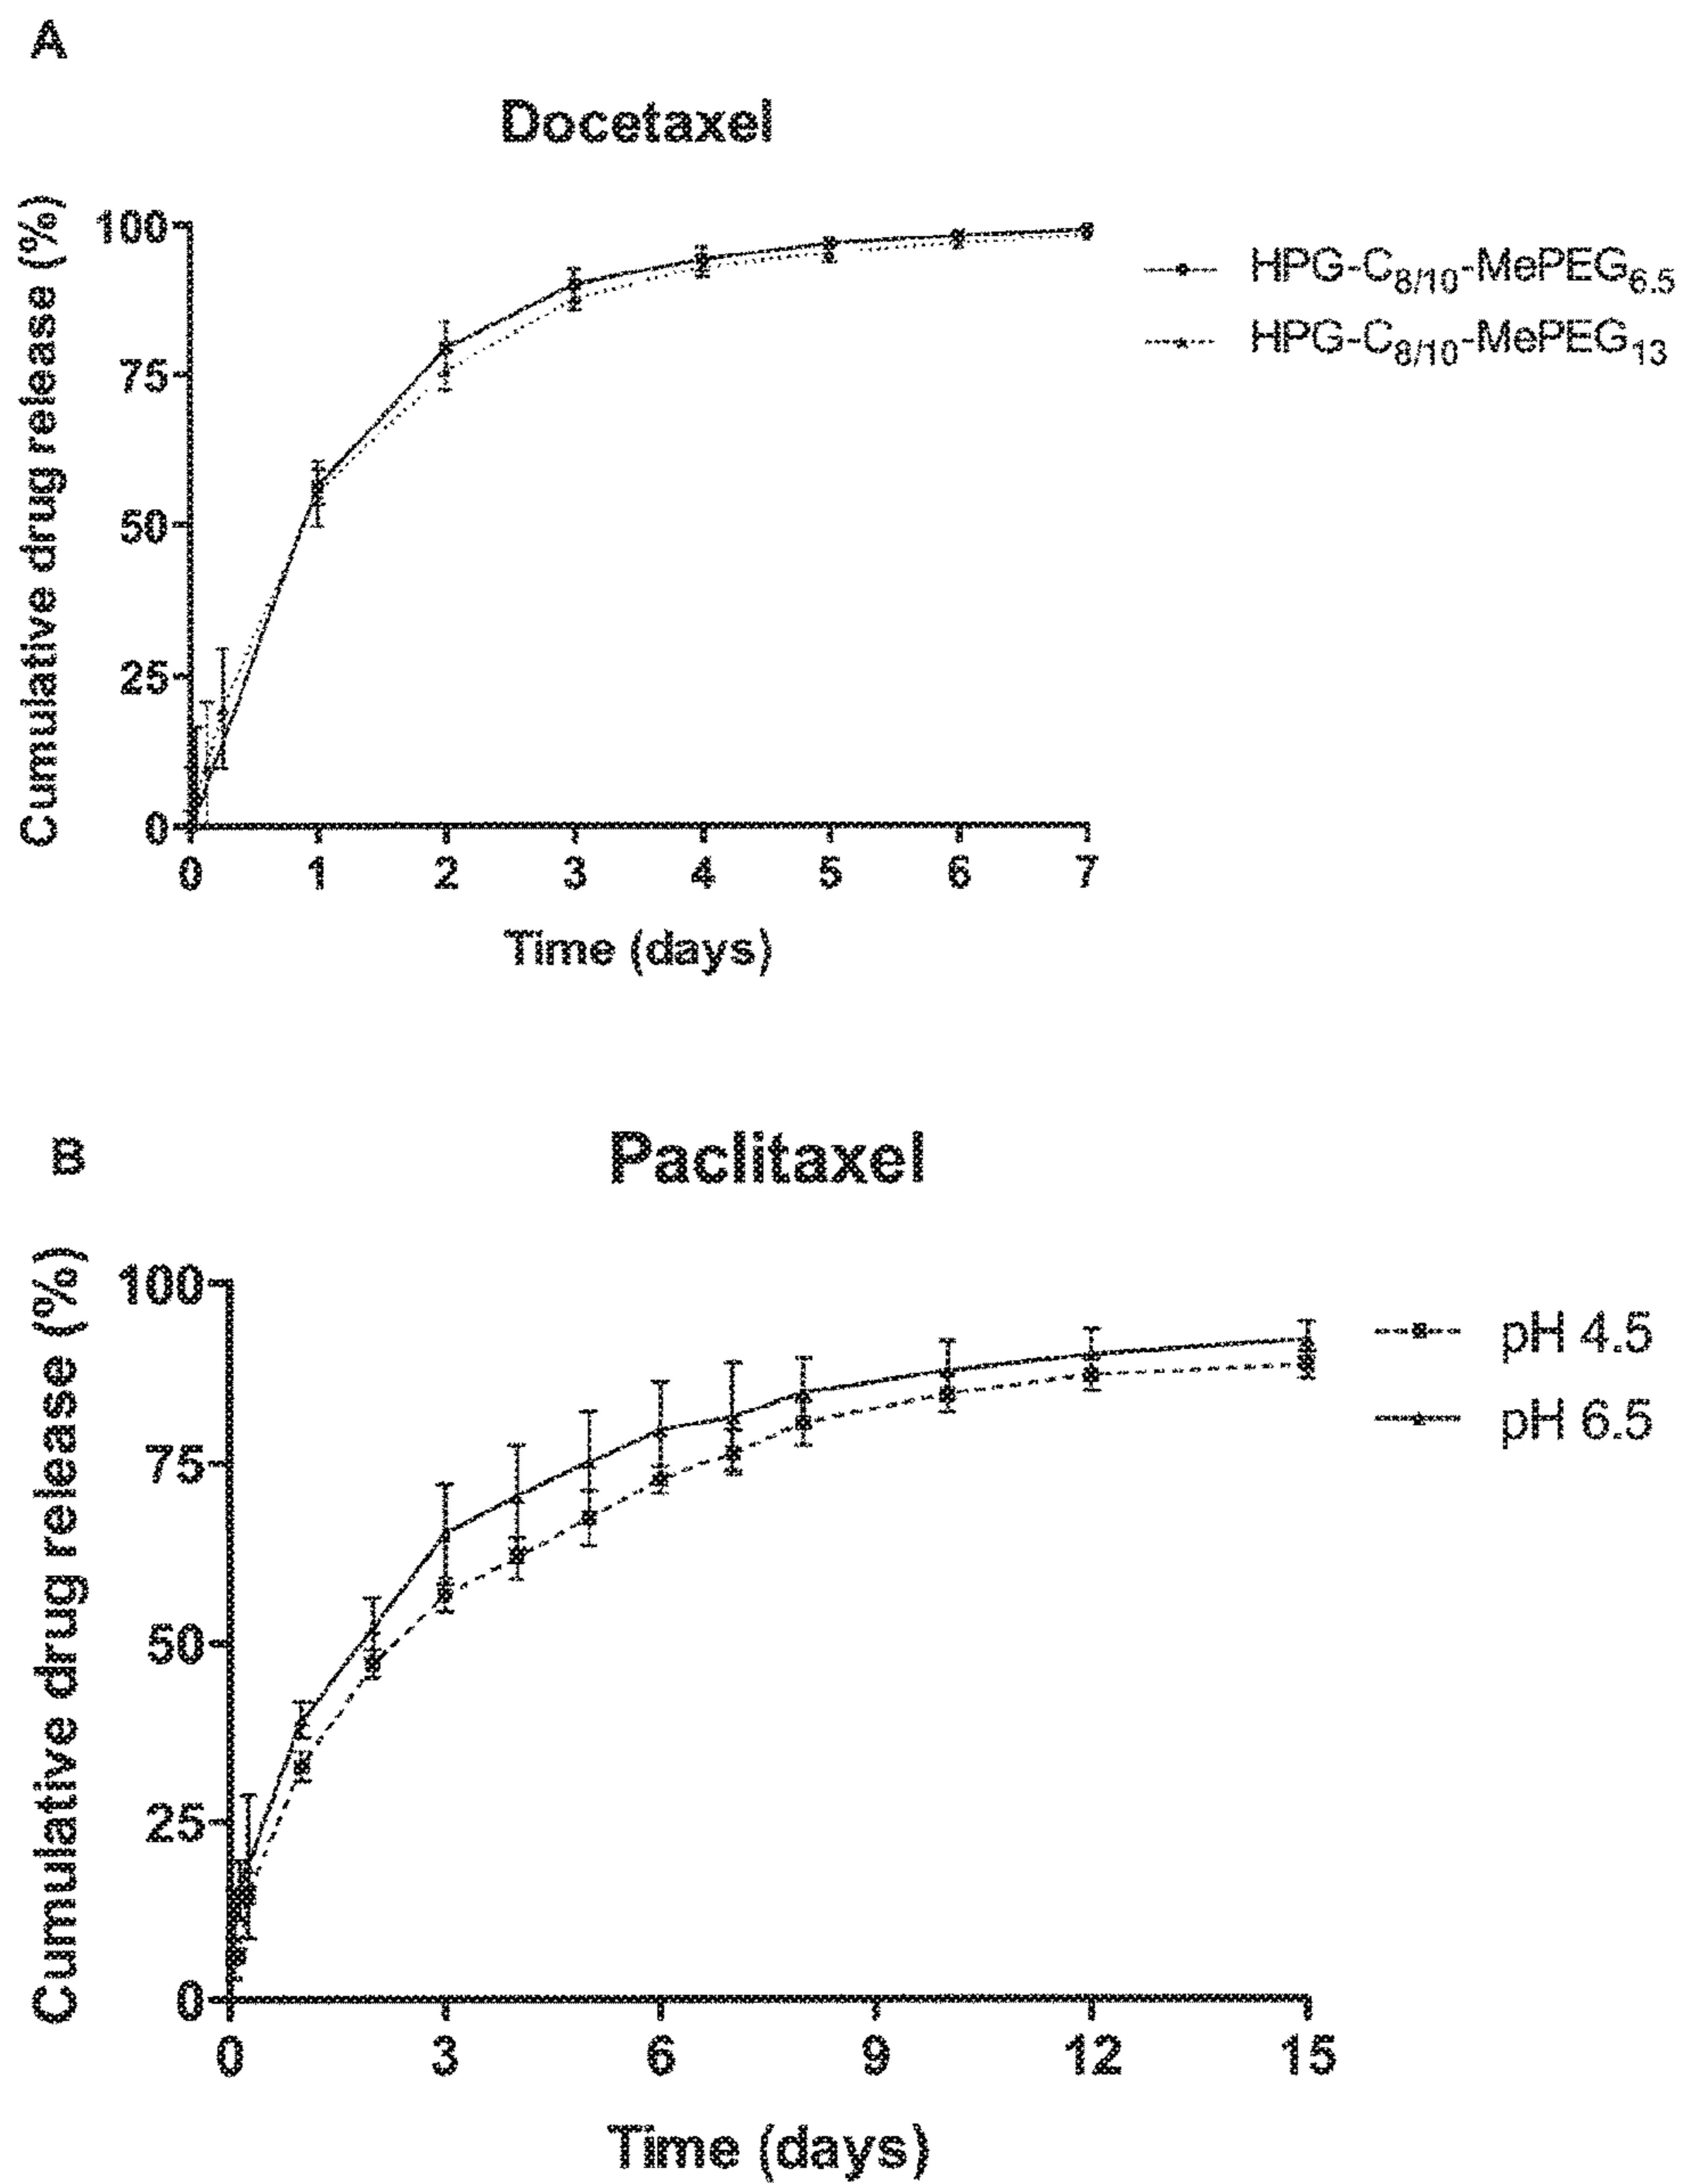 A
Docetaxel
Cumulative drug release (%)
100
75
50
25
0
0 1 2 3 4 5 6 7
Time (days)
HPG-C8/10-MePEG6.5
HPG-C8/10-MePEG13
B
Paclitaxel
Cumulative drug release (%)
100
75
50
25
0
0 3 6 9 12 15
Time (days)
pH 4.5
pH 6.5